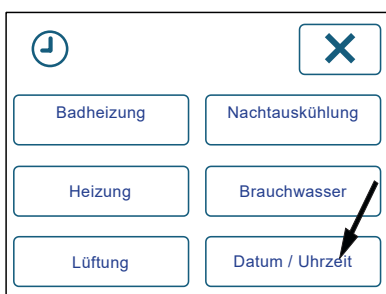 Badheizung
Nachtauskühlung
Heizung
Brauchwasser
Lüftung
Datum / Uhrzeit